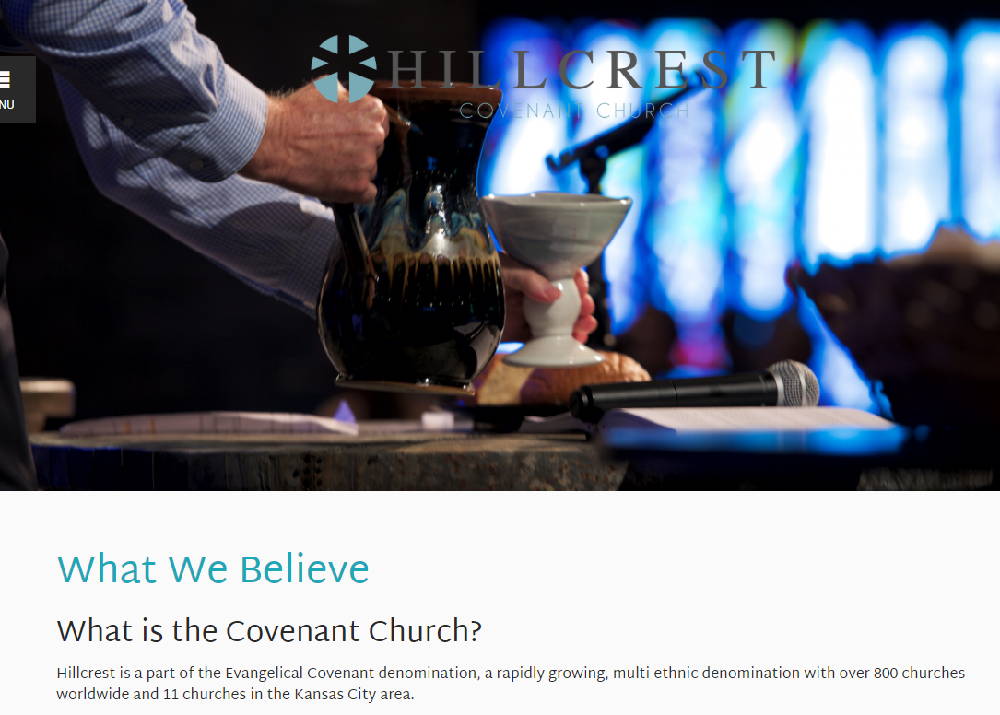 HILLCREST
COVENANT CHURCH
NU
What We Believe
What is the Covenant Church?
Hillcrest is a part of the Evangelical Covenant denomination, a rapidly growing, multi-ethnic denomination with over 800 churches
worldwide and 11 churches in the Kansas City area.